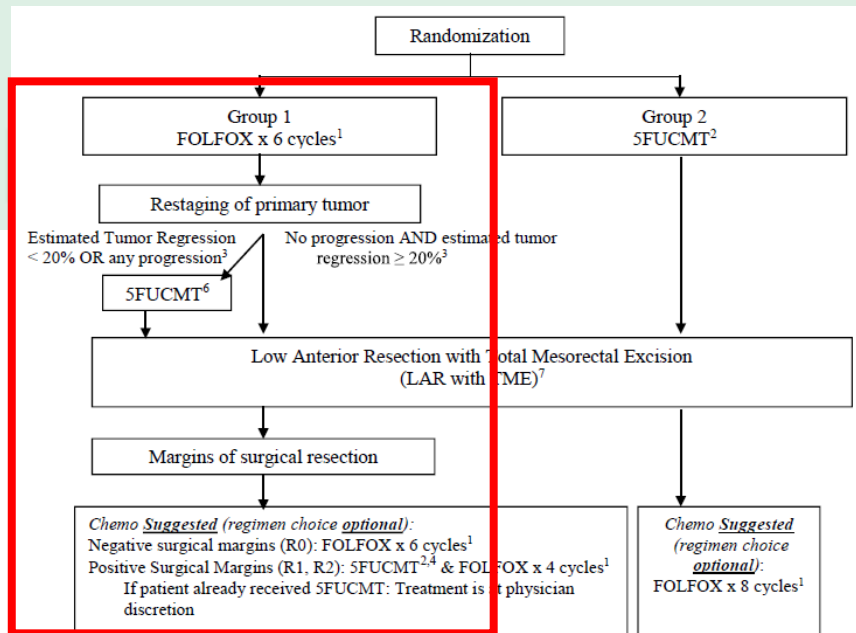 Randomization
Group 1
FOLFOX x 6 cycles¹
Group 2
5FUCMT²
Restaging of primary tumor
Estimated Tumor Regression
< 20% OR any progression³
No progression AND estimated tumor
regression ≥ 20%³
5FUCMT⁶
Low Anterior Resection with Total Mesorectal Excision
(LAR with TME)⁷
Margins of surgical resection
Chemo Suggested (regimen choice optional):
Negative surgical margins (R0): FOLFOX x 6 cycles¹
Positive Surgical Margins (R1, R2): 5FUCMT²,⁴ & FOLFOX x 4 cycles¹
If patient already received 5FUCMT: Treatment is at physician
discretion
Chemo Suggested
(regimen choice
optional):
FOLFOX x 8 cycles¹